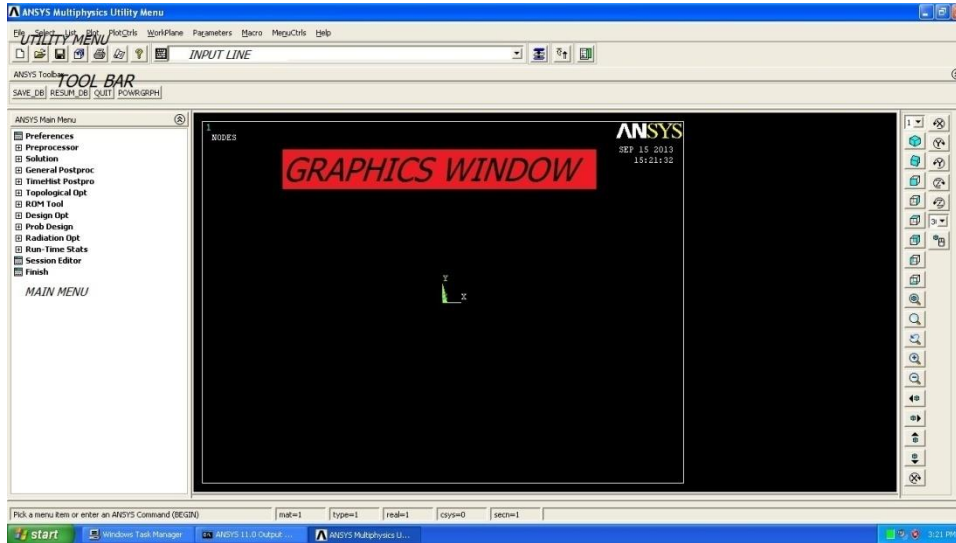 ANSYS Multiphysics Utility Menu
File Select List Plot PlotCtrls WorkPlane Parameters Macro MenuCtrls Help
UTILITY MENU
INPUT LINE
ANSYS Toolbar
TOOL BAR
SAVE_DB RESUM_DB QUIT POWRGRPH
ANSYS Main Menu
Preferences
Preprocessor
Solution
General Postproc
TimeHist Postpro
Topological Opt
ROM Tool
Design Opt
Prob Design
Radiation Opt
Run-Time Stats
Session Editor
Finish
MAIN MENU
1
NODES
ANSYS
SEP 15 2013
15:21:32
GRAPHICS WINDOW
Y
X
1
Pick a menu item or enter an ANSYS Command (BEGIN)
mat=1 type=1 real=1 csys=0 secn=1
start Windows Task Manager ANSYS 11.0 Output ... ANSYS Multiphysics U... 3:21 PM